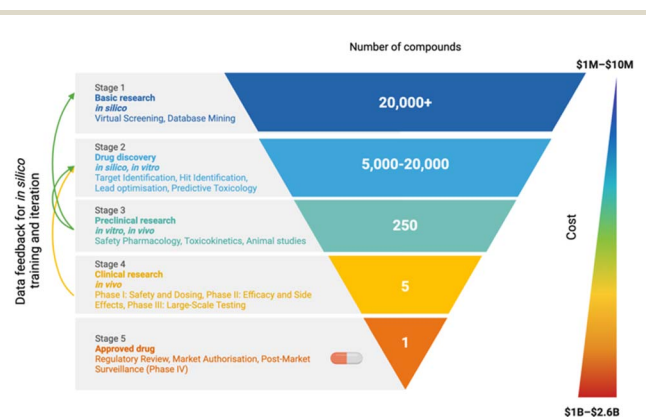 Number of compounds
$1M–$10M
Stage 1
Basic research
in silico
Virtual Screening, Database Mining
20,000+
Stage 2
Drug discovery
in silico, in vitro
Target Identification, Hit Identification,
Lead optimisation, Predictive Toxicology
5,000-20,000
Stage 3
Preclinical research
in vitro, in vivo
Safety Pharmacology, Toxicokinetics, Animal studies
250
Stage 4
Clinical research
in vivo
Phase I: Safety and Dosing, Phase II: Efficacy and Side
Effects, Phase III: Large-Scale Testing
5
Stage 5
Approved drug
Regulatory Review, Market Authorisation, Post-Market
Surveillance (Phase IV)
1
Data feedback for in silico
training and iteration
Cost
$1B–$2.6B